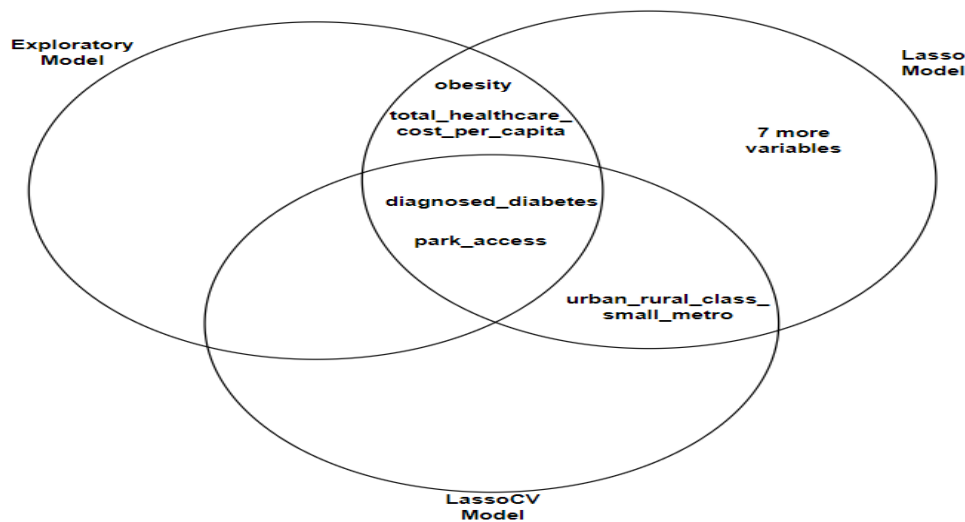 Exploratory
Model
Lasso
Model
obesity
total_healthcare_
cost_per_capita
7 more
variables
diagnosed_diabetes
park_access
urban_rural_class_
small_metro
LassoCV
Model